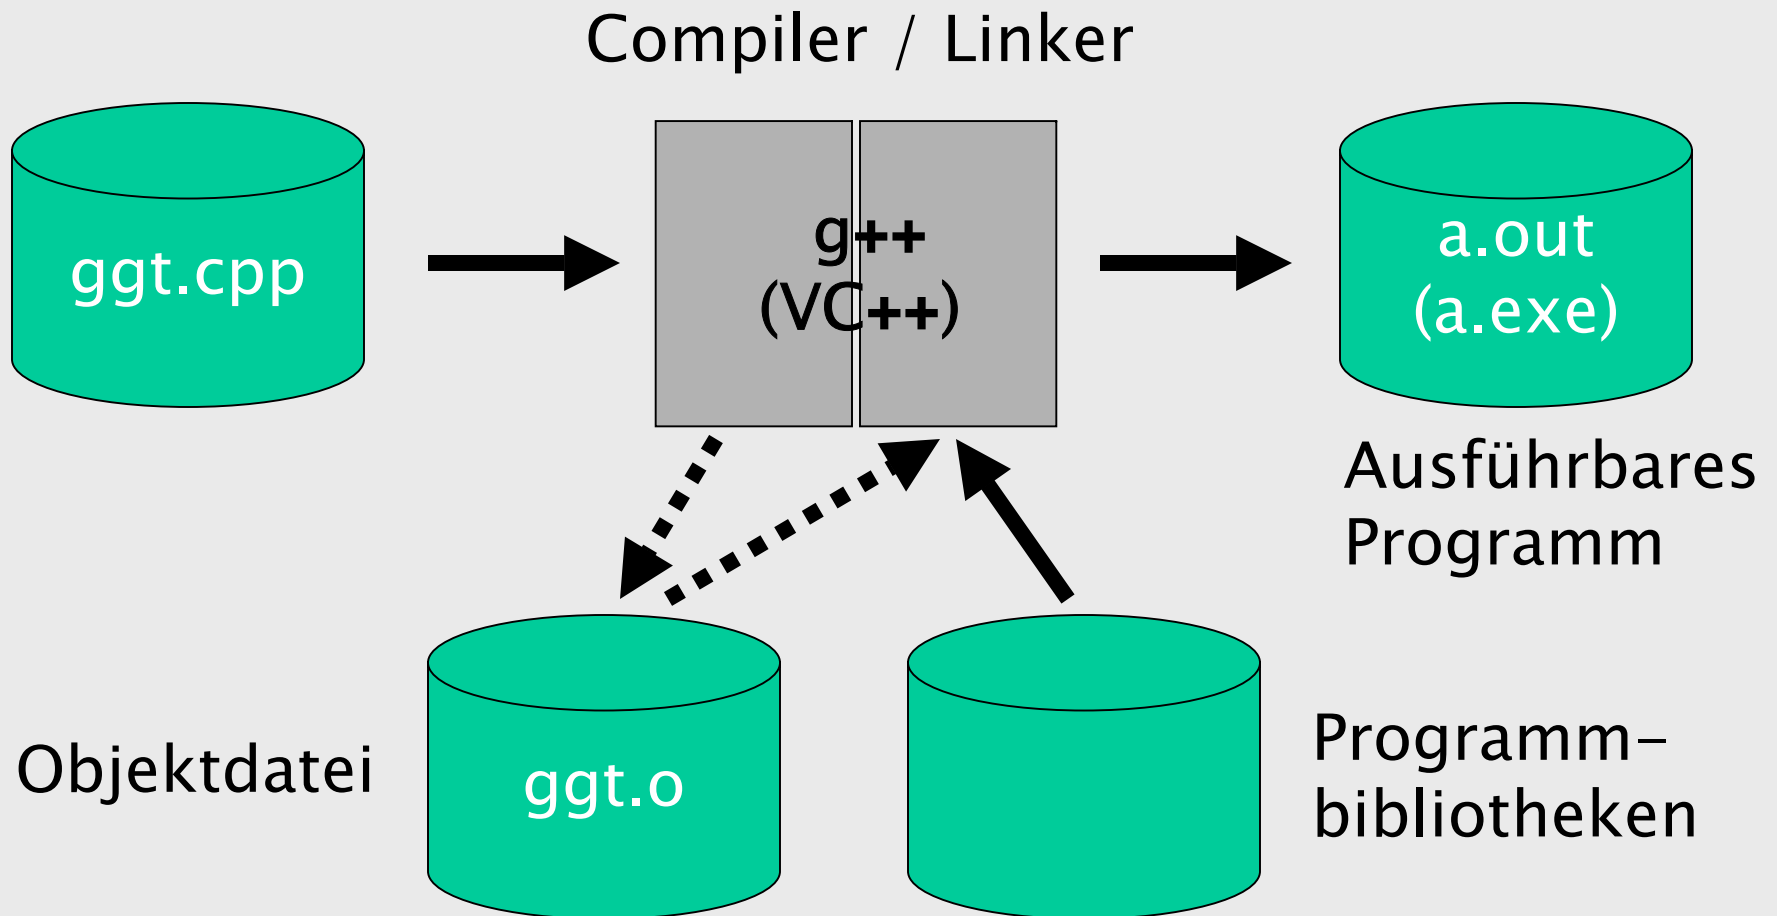 Compiler / Linker
ggt.cpp
g++
(VC++)
a.out
(a.exe)
Ausführbares
Programm
Objektdatei
ggt.o
Programm-
bibliotheken